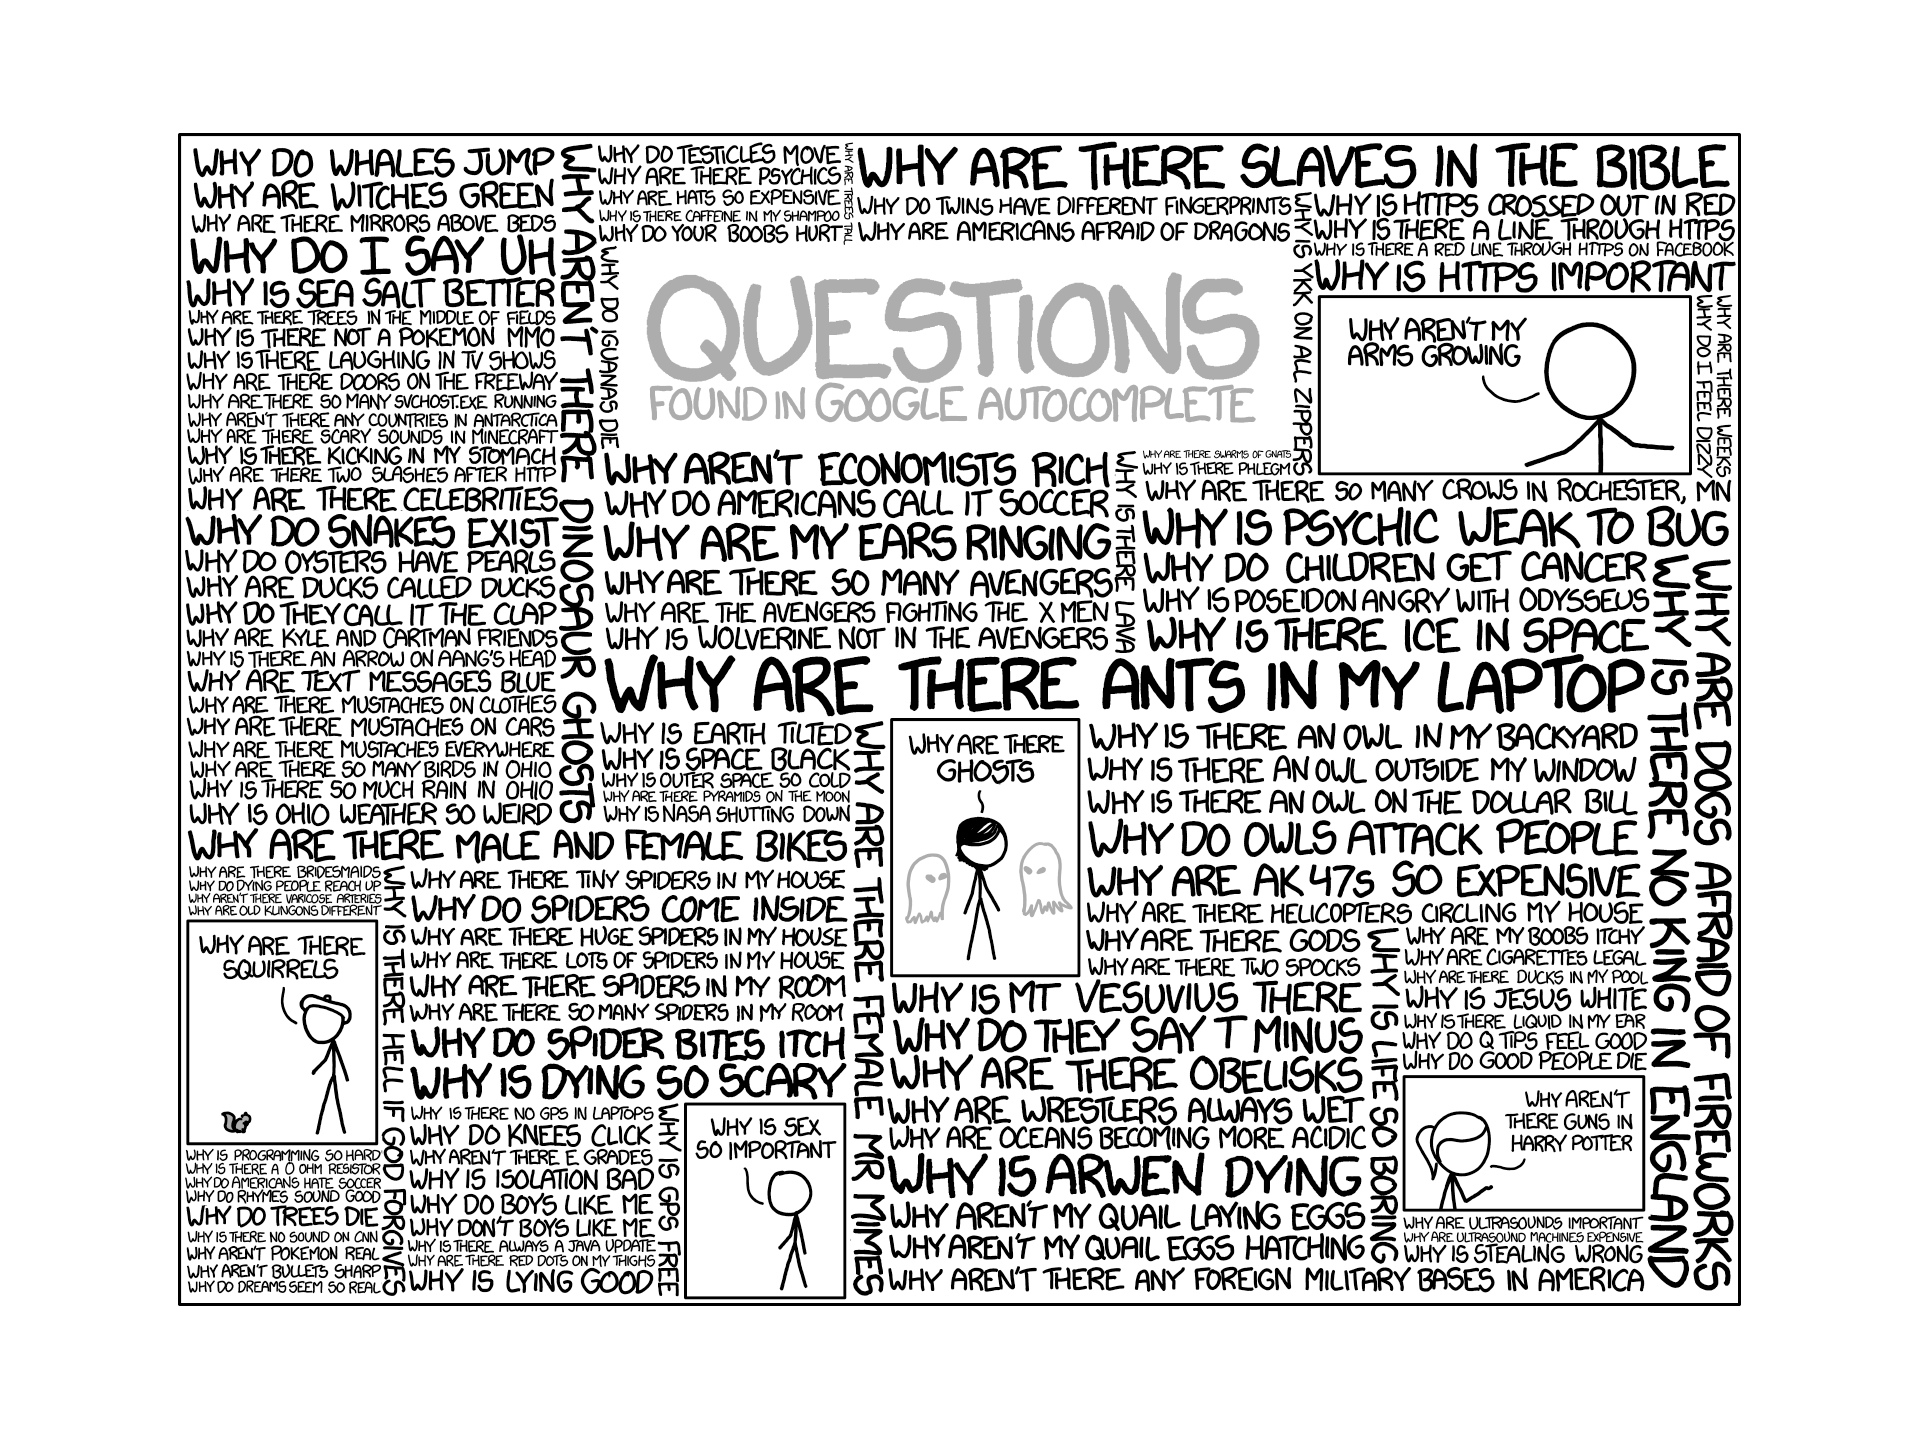 WHY DO WHALES JUMP
WHY ARE WITCHES GREEN
WHY ARE THERE MIRRORS ABOVE BEDS
WHY DO I SAY UH
WHY IS SEA SALT BETTER
WHY ARE THERE TREES IN THE MIDDLE OF FIELDS
WHY IS THERE NOT A POKEMON MMO
WHY IS THERE LAUGHING IN TV SHOWS
WHY ARE THERE DOORS ON THE FREEWAY
WHY ARE THERE SO MANY SVCHOST.EXE RUNNING
WHY AREN'T THERE ANY COUNTRIES IN ANTARCTICA
WHY ARE THERE SCARY SOUNDS IN MINECRAFT
WHY IS THERE KICKING IN MY STOMACH
WHY ARE THERE TWO SLASHES AFTER HTTP
WHY ARE THERE CELEBRITIES
WHY DO SNAKES EXIST
WHY DO OYSTERS HAVE PEARLS
WHY ARE DUCKS CALLED DUCKS
WHY DO THEY CALL IT THE CLAP
WHY ARE KYLE AND CARTMAN FRIENDS
WHY IS THERE AN ARROW ON AANG'S HEAD
WHY ARE TEXT MESSAGES BLUE
WHY ARE THERE MUSTACHES ON CLOTHES
WHY ARE THERE MUSTACHES ON CARS
WHY ARE THERE MUSTACHES EVERYWHERE
WHY ARE THERE SO MANY BIRDS IN OHIO
WHY IS THERE SO MUCH RAIN IN OHIO
WHY IS OHIO WEATHER SO WEIRD
WHY AREN'T THERE DINOSAUR GHOSTS
WHY DO TESTICLES MOVE
WHY ARE THERE PSYCHICS
WHY ARE HATS SO EXPENSIVE
WHY IS THERE CAFFEINE IN MY SHAMPOO
WHY DO YOUR BOOBS HURT
WHY ARE TREES TALL
WHY ARE THERE SLAVES IN THE BIBLE
WHY DO TWINS HAVE DIFFERENT FINGERPRINTS
WHY ARE AMERICANS AFRAID OF DRAGONS
WHY IS YKK ON ALL ZIPPERS
WHY IS HTTPS CROSSED OUT IN RED
WHY IS THERE A LINE THROUGH HTTPS
WHY IS THERE A RED LINE THROUGH HTTPS ON FACEBOOK
WHY IS HTTPS IMPORTANT
WHY DO IGUANAS DIE
QUESTIONS
FOUND IN GOOGLE AUTOCOMPLETE
WHY AREN'T MY
ARMS GROWING
WHY ARE THERE WEEKS
WHY DO I FEEL DIZZY
WHY AREN'T ECONOMISTS RICH
WHY DO AMERICANS CALL IT SOCCER
WHY ARE MY EARS RINGING
WHY ARE THERE SO MANY AVENGERS
WHY ARE THE AVENGERS FIGHTING THE X MEN
WHY IS WOLVERINE NOT IN THE AVENGERS
WHY IS THERE LAVA
WHY ARE THERE SWARMS OF GNATS
WHY IS THERE PHLEGM
WHY ARE THERE SO MANY CROWS IN ROCHESTER, MN
WHY IS PSYCHIC WEAK TO BUG
WHY DO CHILDREN GET CANCER
WHY IS POSEIDON ANGRY WITH ODYSSEUS
WHY IS THERE ICE IN SPACE
WHY ARE THERE ANTS IN MY LAPTOP
WHY IS EARTH TILTED
WHY IS SPACE BLACK
WHY IS OUTER SPACE SO COLD
WHY ARE THERE PYRAMIDS ON THE MOON
WHY IS NASA SHUTTING DOWN
WHY ARE THERE MALE AND FEMALE BIKES
WHY ARE THERE BRIDESMAIDS
WHY DO DYING PEOPLE REACH UP
WHY AREN'T THERE VARICOSE ARTERIES
WHY ARE OLD KLINGONS DIFFERENT
WHY ARE THERE
SQUIRRELS
WHY IS PROGRAMMING SO HARD
WHY IS THERE A 0 OHM RESISTOR
WHY DO AMERICANS HATE SOCCER
WHY DO RHYMES SOUND GOOD
WHY DO TREES DIE
WHY IS THERE NO SOUND ON CNN
WHY AREN'T POKEMON REAL
WHY AREN'T BULLETS SHARP
WHY DO DREAMS SEEM SO REAL
WHY IS THERE HELL IF GOD FORGIVES
WHY ARE THERE TINY SPIDERS IN MY HOUSE
WHY DO SPIDERS COME INSIDE
WHY ARE THERE HUGE SPIDERS IN MY HOUSE
WHY ARE THERE LOTS OF SPIDERS IN MY HOUSE
WHY ARE THERE SPIDERS IN MY ROOM
WHY ARE THERE SO MANY SPIDERS IN MY ROOM
WHY DO SPIDER BITES ITCH
WHY IS DYING SO SCARY
WHY IS THERE NO GPS IN LAPTOPS
WHY DO KNEES CLICK
WHY AREN'T THERE E GRADES
WHY IS ISOLATION BAD
WHY DO BOYS LIKE ME
WHY DON'T BOYS LIKE ME
WHY IS THERE ALWAYS A JAVA UPDATE
WHY ARE THERE RED DOTS ON MY THIGHS
WHY IS LYING GOOD
WHY IS GPS FREE
WHY IS SEX
SO IMPORTANT
WHY ARE THERE FEMALE MR MIMES
WHY ARE THERE
GHOSTS
WHY IS THERE AN OWL IN MY BACKYARD
WHY IS THERE AN OWL OUTSIDE MY WINDOW
WHY IS THERE AN OWL ON THE DOLLAR BILL
WHY DO OWLS ATTACK PEOPLE
WHY ARE AK 47s SO EXPENSIVE
WHY ARE THERE HELICOPTERS CIRCLING MY HOUSE
WHY ARE THERE GODS
WHY ARE THERE TWO SPOCKS
WHY IS MT VESUVIUS THERE
WHY DO THEY SAY T MINUS
WHY ARE THERE OBELISKS
WHY ARE WRESTLERS ALWAYS WET
WHY ARE OCEANS BECOMING MORE ACIDIC
WHY IS ARWEN DYING
WHY AREN'T MY QUAIL LAYING EGGS
WHY AREN'T MY QUAIL EGGS HATCHING
WHY AREN'T THERE ANY FOREIGN MILITARY BASES IN AMERICA
WHY IS LIFE SO BORING
WHY ARE MY BOOBS ITCHY
WHY ARE CIGARETTES LEGAL
WHY ARE THERE DUCKS IN MY POOL
WHY IS JESUS WHITE
WHY IS THERE LIQUID IN MY EAR
WHY DO Q TIPS FEEL GOOD
WHY DO GOOD PEOPLE DIE
WHY AREN'T
THERE GUNS IN
HARRY POTTER
WHY ARE ULTRASOUNDS IMPORTANT
WHY ARE ULTRASOUND MACHINES EXPENSIVE
WHY IS STEALING WRONG
WHY IS THERE NO KING IN ENGLAND
WHY ARE DOGS AFRAID OF FIREWORKS